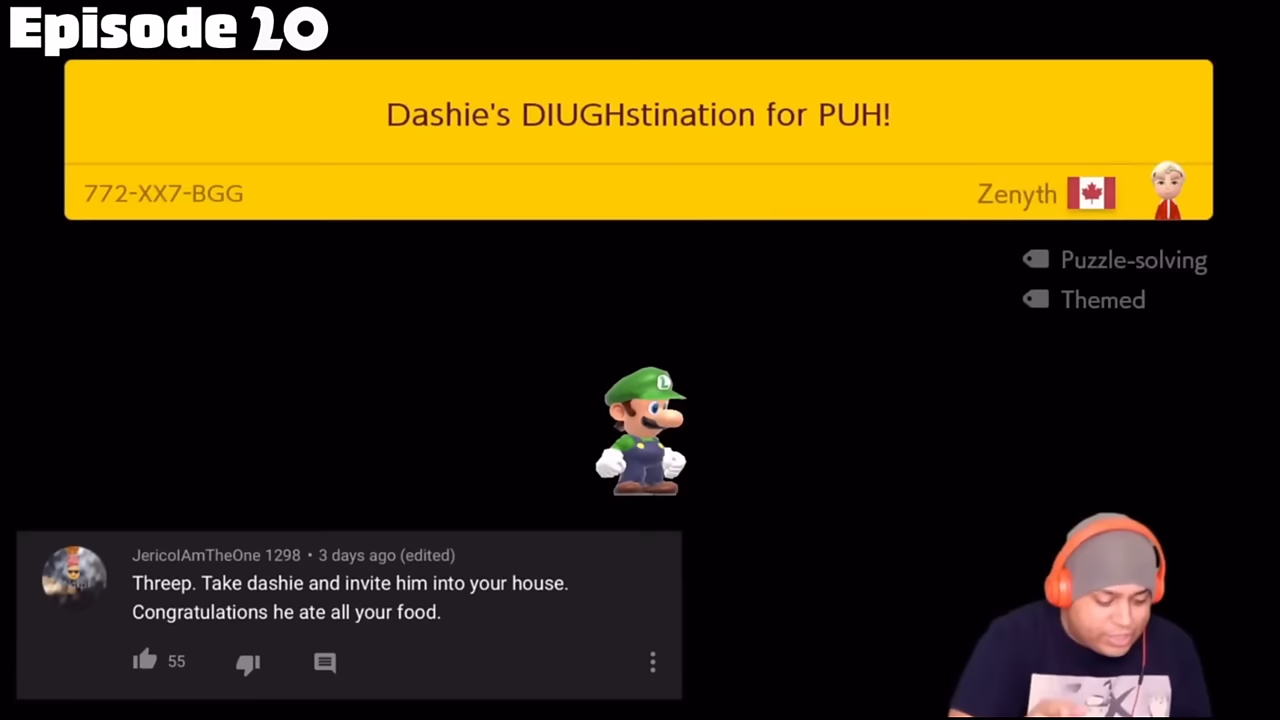 Episode 20
Dashie's DIUGHstination for PUH!
772-XX7-BGG
Zenyth
Puzzle-solving
Themed
L
JericoIAmTheOne 1298 • 3 days ago (edited)
Threep. Take dashie and invite him into your house.
Congratulations he ate all your food.
55